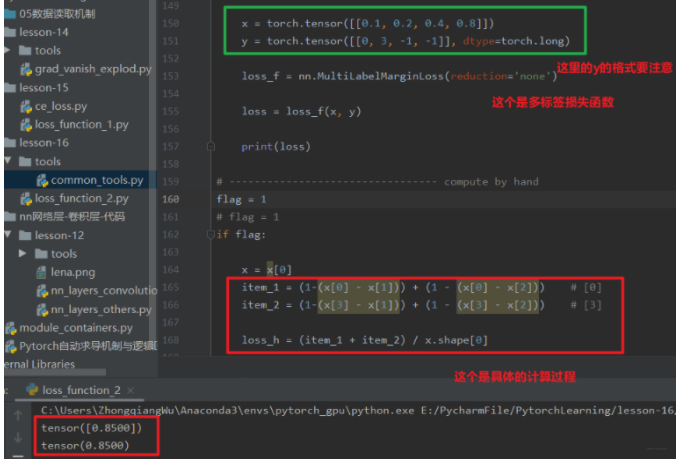 05数据读取机制
lesson-14
tools
grad_vanish_explod.py
lesson-15
ce_loss.py
loss_function_1.py
lesson-16
tools
common_tools.py
loss_function_2.py
nn网络层-卷积层-代码
lesson-12
tools
lena.png
nn_layers_convolutio
nn_layers_others.py
module_containers.py
Pytorch自动求导机制与逻辑
ernal Libraries
149
150 x = torch.tensor([[0.1, 0.2, 0.4, 0.8]])
151 y = torch.tensor([[0, 3, -1, -1]], dtype=torch.long)
152
这里的y的格式要注意
153 loss_f = nn.MultiLabelMarginLoss(reduction='none')
154
这个是多标签损失函数
155 loss = loss_f(x, y)
156
157 print(loss)
158
159 # --------------------------------- compute by hand
160 flag = 1
161 # flag = 1
162 if flag:
163
164 x = x[0]
165 item_1 = (1-(x[0] - x[1])) + (1 - (x[0] - x[2])) # [0]
166 item_2 = (1-(x[3] - x[1])) + (1 - (x[3] - x[2])) # [3]
167
168 loss_h = (item_1 + item_2) / x.shape[0]
这个是具体的计算过程
loss_function_2
C:\Users\ZhongqiangWu\Anaconda3\envs\pytorch_gpu\python.exe E:/PycharmFile/PytorchLearning/lesson-16/
tensor([0.8500])
tensor(0.8500)